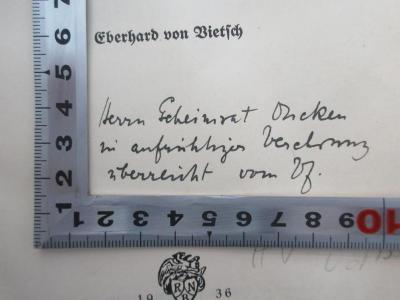 Eberhard von Vietsch
Herrn Geheimrat Oncken
in aufrichtiger Verehrung
überreicht vom Vf.
1 2 3 4 5 6 7 8 9 10
2 3 4 5 6 7
R N
B
19 36